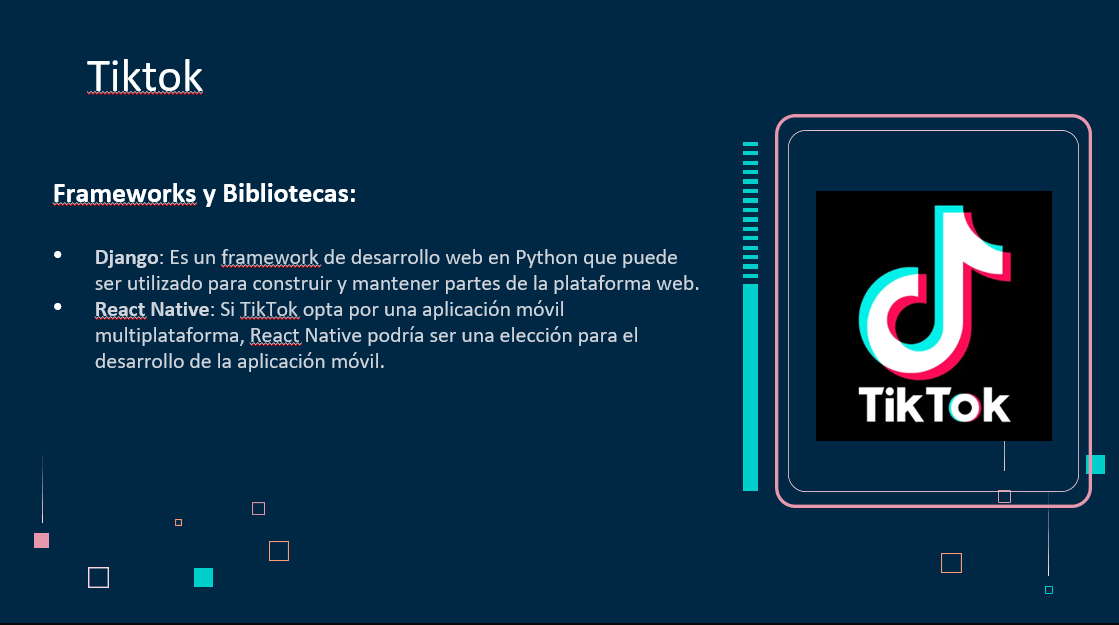 Tiktok
Frameworks y Bibliotecas:
• Django: Es un framework de desarrollo web en Python que puede
ser utilizado para construir y mantener partes de la plataforma web.
• React Native: Si TikTok opta por una aplicación móvil
multiplataforma, React Native podría ser una elección para el
desarrollo de la aplicación móvil.
TikTok